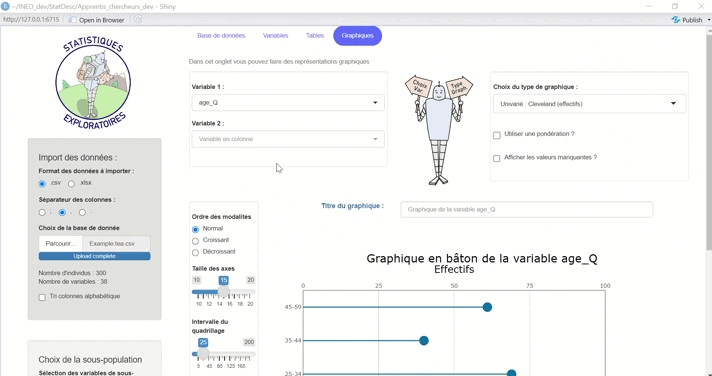 ~/INED_dev/StatDesc/Apprentis_chercheurs_dev - Shiny
http://127.0.0.1:6715
Open in Browser
Publish
STATISTIQUES
EXPLORATOIRES
Base de données
Variables
Tables
Graphiques
Dans cet onglet vous pouvez faire des représentations graphiques
Variable 1 :
age_Q
Variable 2 :
Variable en colonne
Choix
Var.
Type
Graph.
Choix du type de graphique :
Univarié : Cleveland (effectifs)
Utiliser une pondération ?
Afficher les valeurs manquantes ?
Import des données :
Format des données à importer :
.csv
.xlsx
Séparateur des colonnes :
;
,
:
Choix de la base de donnée
Parcourir...
Example.tea.csv
Upload complete
Nombre d'individus : 300
Nombre de variables : 38
Tri colonnes alphabétique
Choix de la sous-population
Sélection des variables de sous-
Ordre des modalités
Normal
Croissant
Décroissant
Taille des axes
10
15
20
10 12 14 16 18 20
Intervalle du
quadrillage
25
200
5 45 85 125 165
Titre du graphique :
Graphique de la variable age_Q
Graphique en bâton de la variable age_Q
Effectifs
0 25 50 75 100
45-59
35-44
25-34